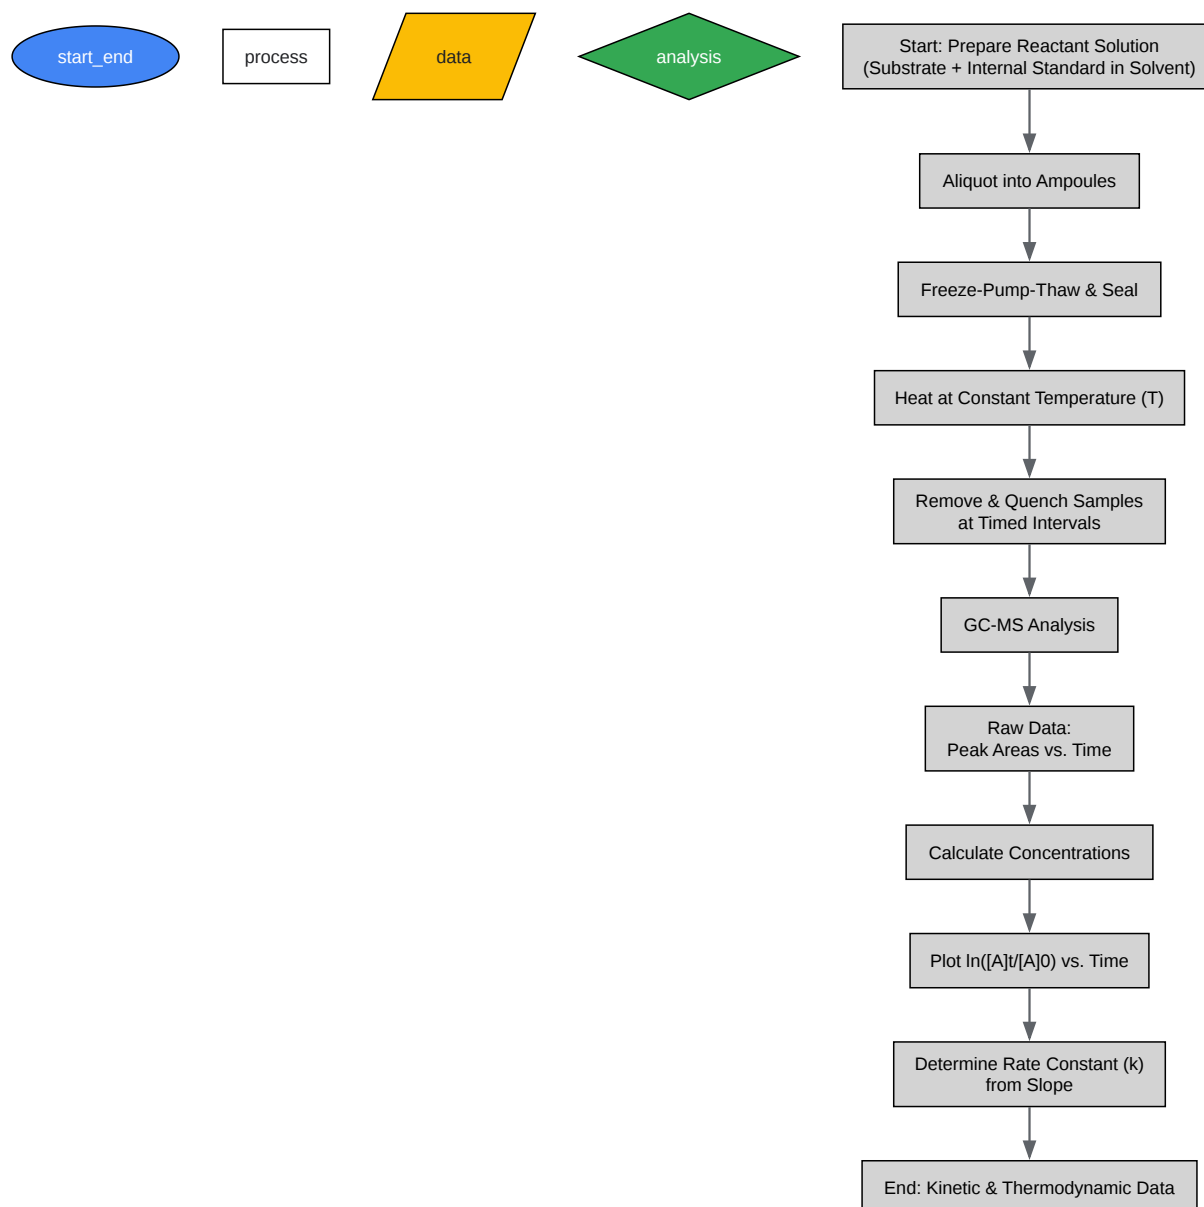 start_end
process
data
analysis
Start: Prepare Reactant Solution
(Substrate + Internal Standard in Solvent)
Aliquot into Ampoules
Freeze-Pump-Thaw & Seal
Heat at Constant Temperature (T)
Remove & Quench Samples
at Timed Intervals
GC-MS Analysis
Raw Data:
Peak Areas vs. Time
Calculate Concentrations
Plot ln([A]t/[A]0) vs. Time
Determine Rate Constant (k)
from Slope
End: Kinetic & Thermodynamic Data